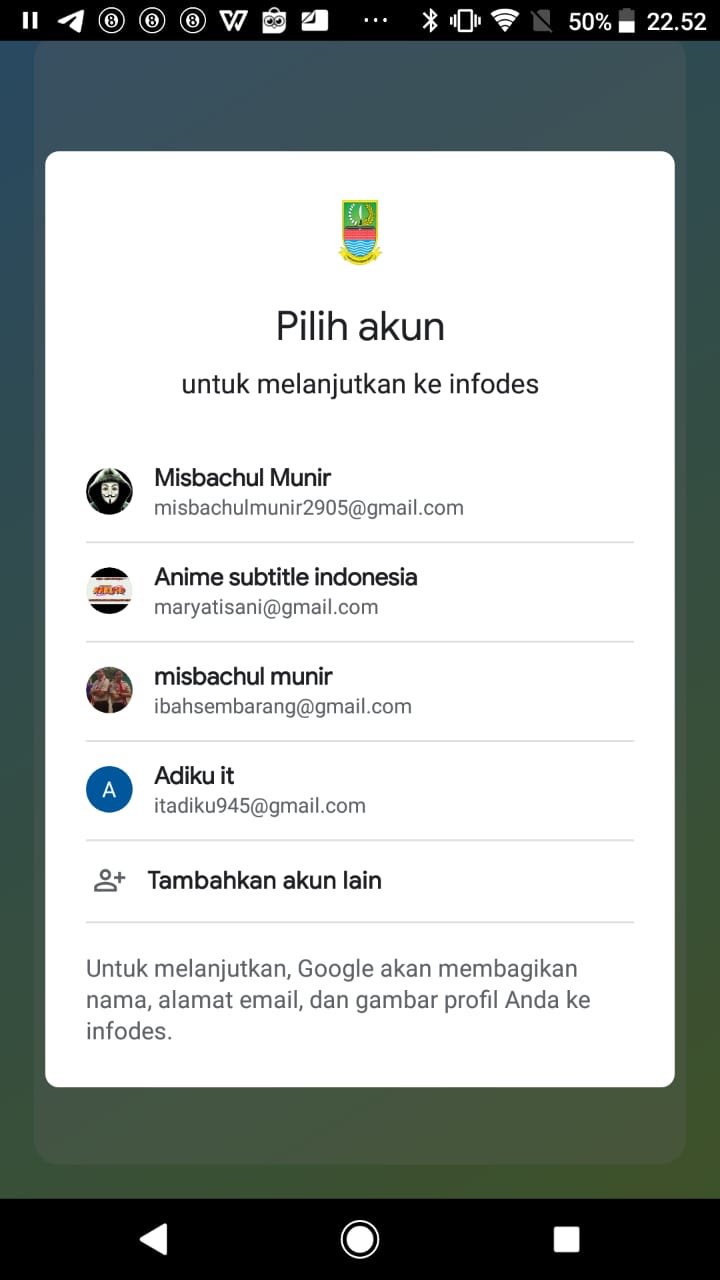 50% 22.52
Pilih akun
untuk melanjutkan ke infodes
Misbachul Munir
misbachulmunir2905@gmail.com
Anime subtitle indonesia
maryatisani@gmail.com
misbachul munir
ibahsembarang@gmail.com
A
Adiku it
itadiku945@gmail.com
Tambahkan akun lain
Untuk melanjutkan, Google akan membagikan
nama, alamat email, dan gambar profil Anda ke
infodes.